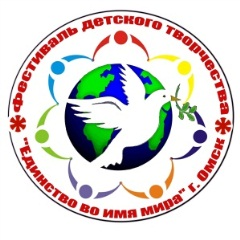 Фестиваль детского творчества
"Единство во имя мира" г. Омск